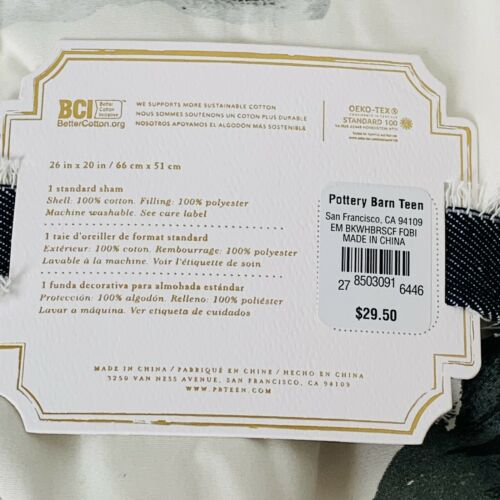 BCI Better Cotton Initiative
BetterCotton.org
WE SUPPORT MORE SUSTAINABLE COTTON
NOUS SOMMES SOUTENONS UN COTON PLUS DURABLE
NOSOTROS APOYAMOS EL ALGODÓN MÁS SOSTENIBLE
OEKO-TEX®
STANDARD 100
26 in x 20 in / 66 cm x 51 cm
1 standard sham
Shell: 100% cotton. Filling: 100% polyester
Machine washable. See care label
1 taie d'oreiller de format standard
Extérieur: 100% cotton. Rembourrage: 100% polyester
Lavable à la machine. Voir l'étiquette de soin
1 funda decorativa para almohada estándar
Protección: 100% algodón. Relleno: 100% poliéster
Lavar a máquina. Ver etiqueta de cuidados
Pottery Barn Teen
San Francisco, CA 94109
EM BKWHBRSCF FQBI
MADE IN CHINA
27 8503091 6446
$29.50
MADE IN CHINA / FABRIQUÉ EN CHINE / HECHO EN CHINA
3250 VAN NESS AVENUE, SAN FRANCISCO, CA 94109
WWW.PBTEEN.COM